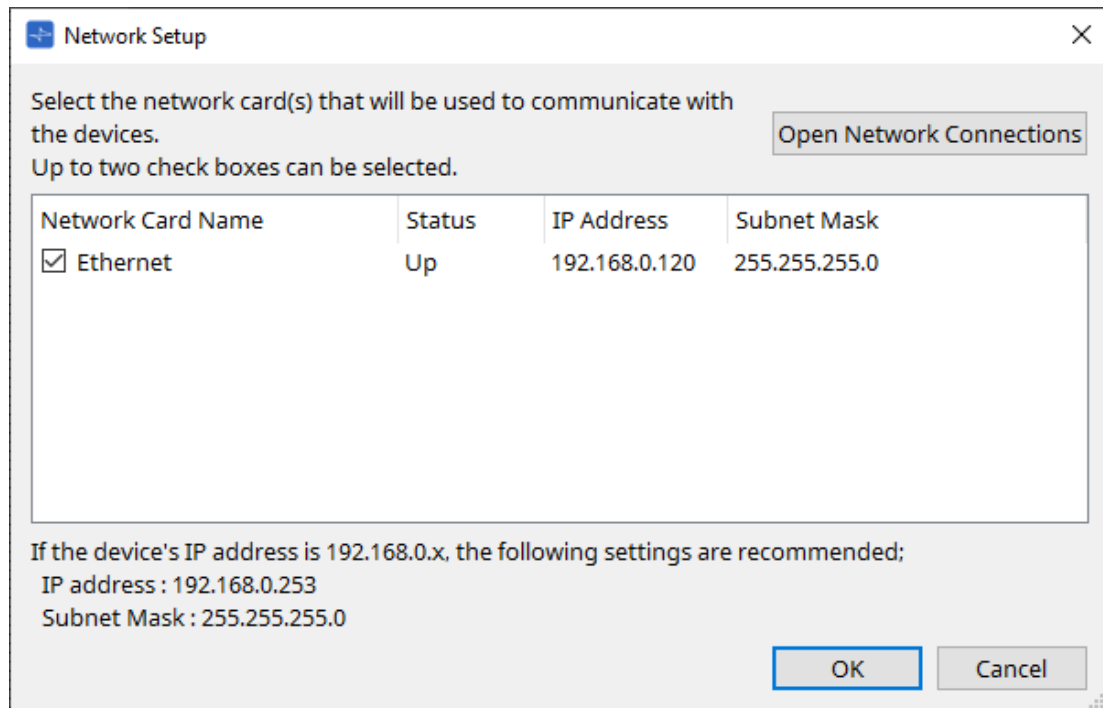 Network Setup
Select the network card(s) that will be used to communicate with
the devices.
Open Network Connections
Up to two check boxes can be selected.
Network Card Name Status IP Address Subnet Mask
Ethernet Up 192.168.0.120 255.255.255.0
If the device's IP address is 192.168.0.x, the following settings are recommended;
IP address : 192.168.0.253
Subnet Mask : 255.255.255.0
OK Cancel